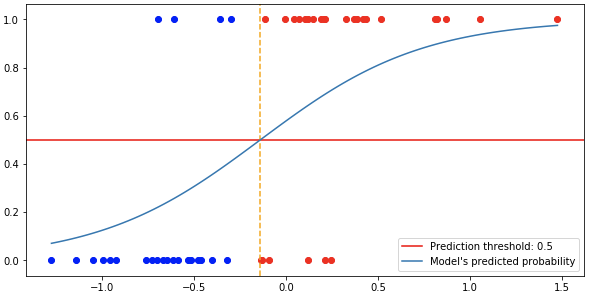 1.0
0.8
0.6
0.4
0.2
0.0
Prediction threshold: 0.5
Model's predicted probability
−1.0 −0.5 0.0 0.5 1.0 1.5